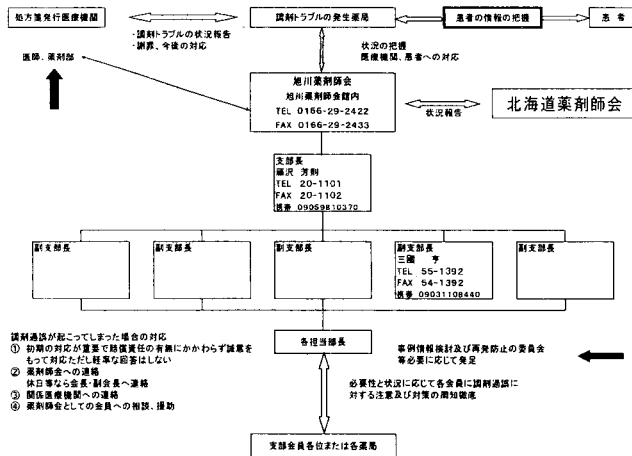 処方箋発行医療機関
調剤トラブルの発生薬局
患者の情報の把握
患者
・調剤トラブルの状況報告
・謝罪、今後の対応
状況の把握
医療機関、患者への対応
医師、薬剤部
旭川薬剤師会
旭川薬剤師会館内
TEL 0166-29-2422
FAX 0166-29-2433
状況報告
北海道薬剤師会
支部長
藤沢 芳則
TEL 20-1101
FAX 20-1102
携番 09059810370
副支部長
副支部長
副支部長
副支部長
三國 亨
TEL 55-1392
FAX 54-1392
携番 09031108440
副支部長
調剤過誤が起こってしまった場合の対応
① 初期の対応が重要で賠償責任の有無にかかわらず誠意を
もって対応ただし軽率な回答はしない
② 薬剤師会への連絡
休日等なら会長・副会長へ連絡
③ 関係医療機関への連絡
④ 薬剤師会としての会員への相談、援助
各担当部長
事例情報検討及び再発防止の委員会
等必要に応じて発足
必要性と状況に応じて各会員に調剤過誤に
対する注意及び対策の周知徹底
支部会員各位または各薬局